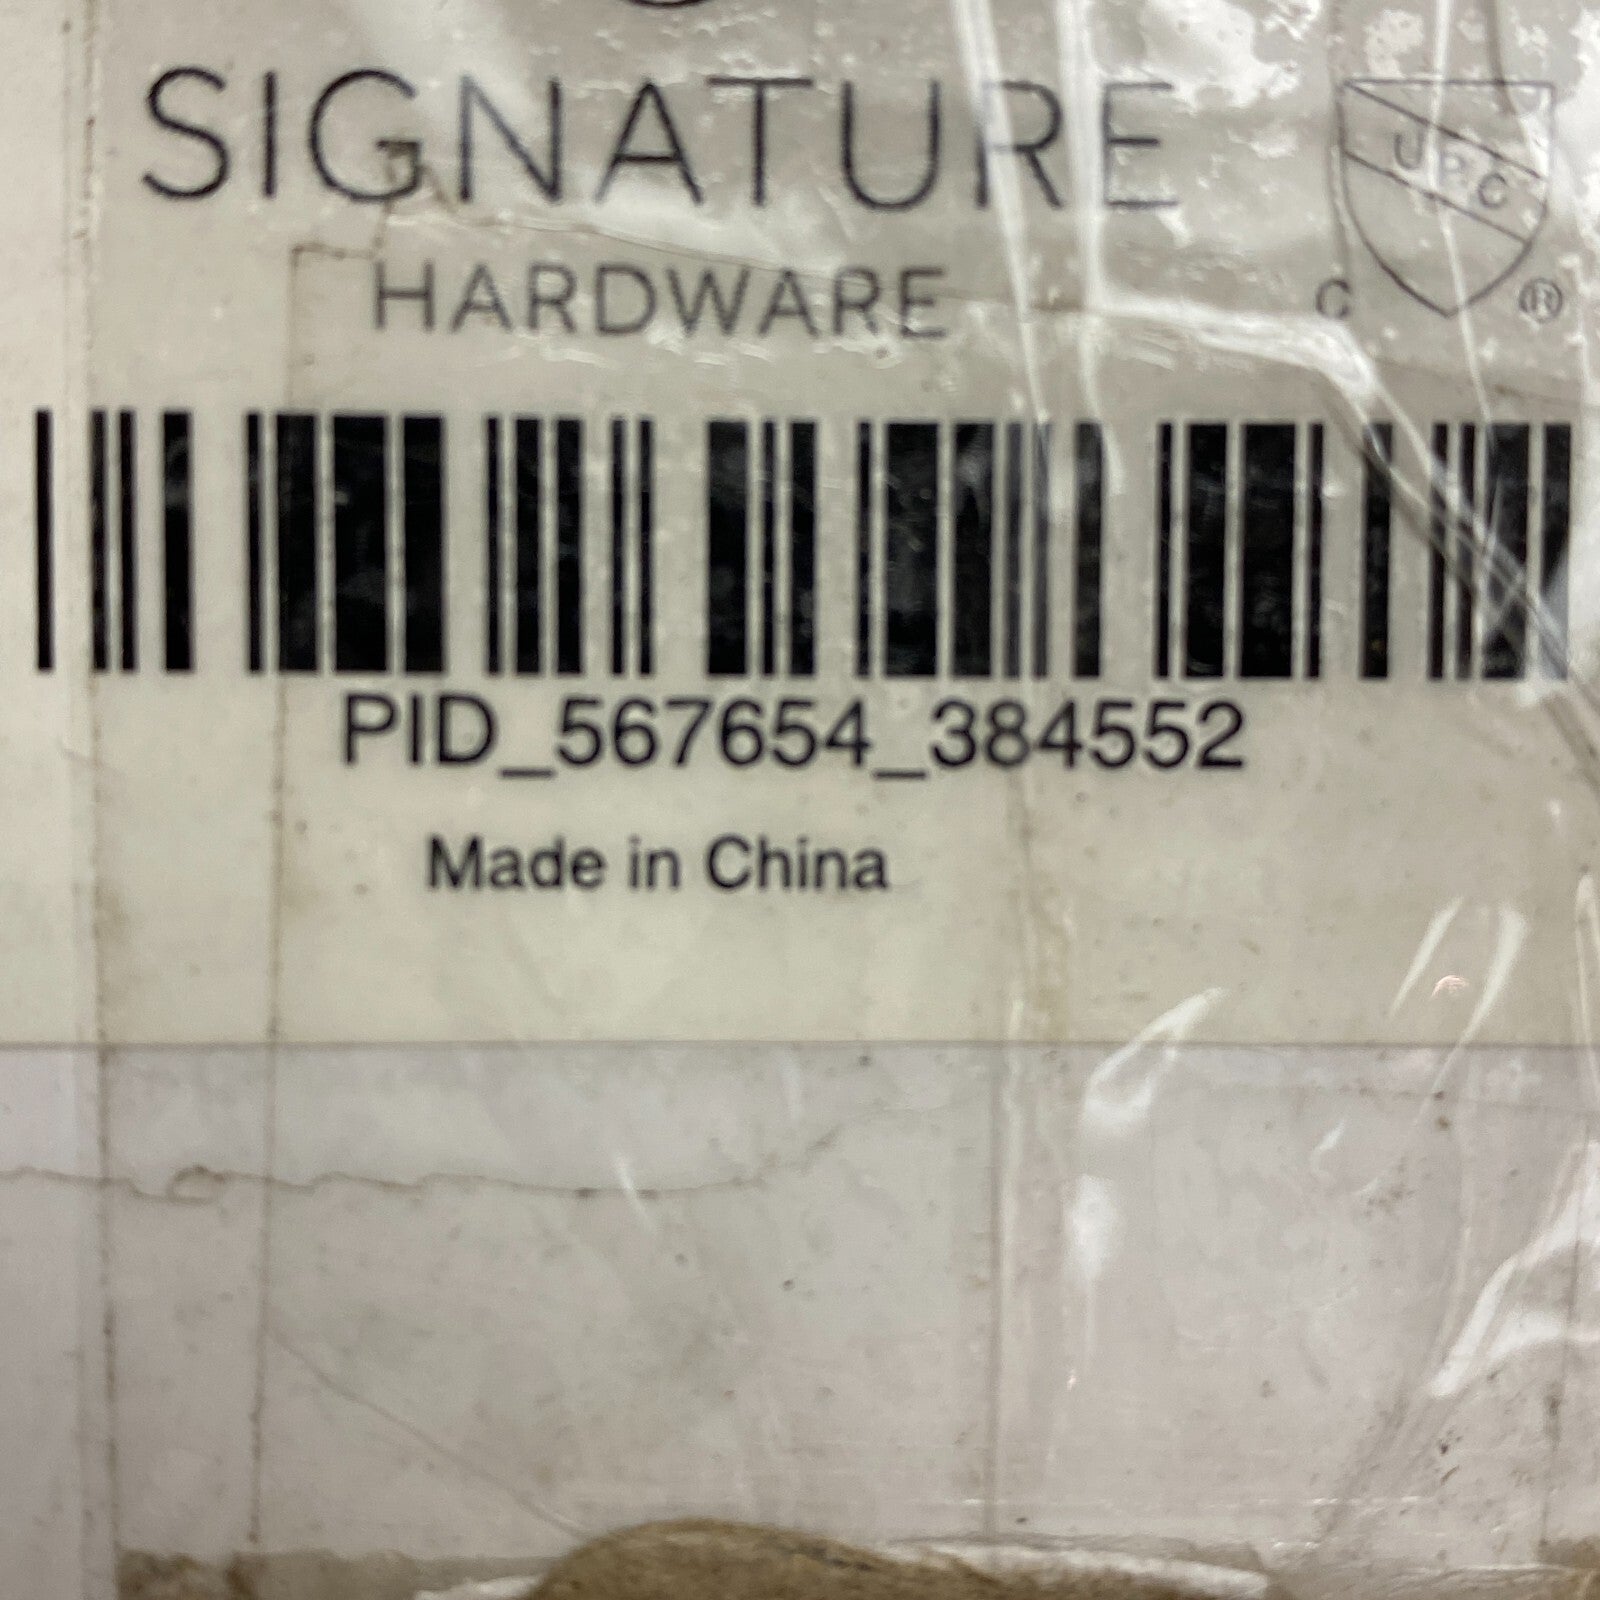 SIGNATURE
HARDWARE
UPC
C ®
PID_567654_384552
Made in China